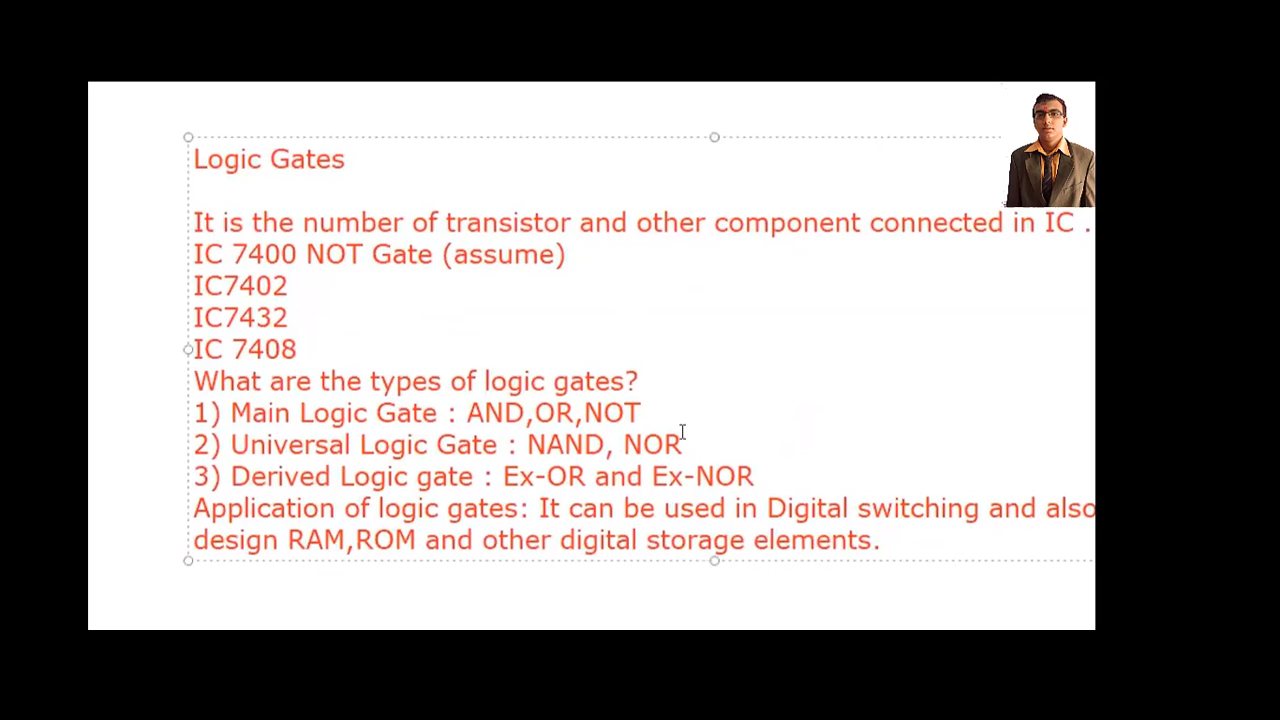 Logic Gates
It is the number of transistor and other component connected in IC .
IC 7400 NOT Gate (assume)
IC7402
IC7432
IC 7408
What are the types of logic gates?
1) Main Logic Gate : AND,OR,NOT
2) Universal Logic Gate : NAND, NOR
3) Derived Logic gate : Ex-OR and Ex-NOR
Application of logic gates: It can be used in Digital switching and also
design RAM,ROM and other digital storage elements.